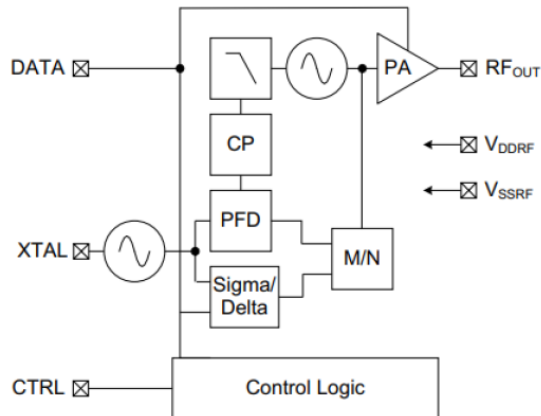 DATA
PA
RFOUT
CP
VDDRF
VSSRF
PFD
XTAL
M/N
Sigma/
Delta
CTRL
Control Logic